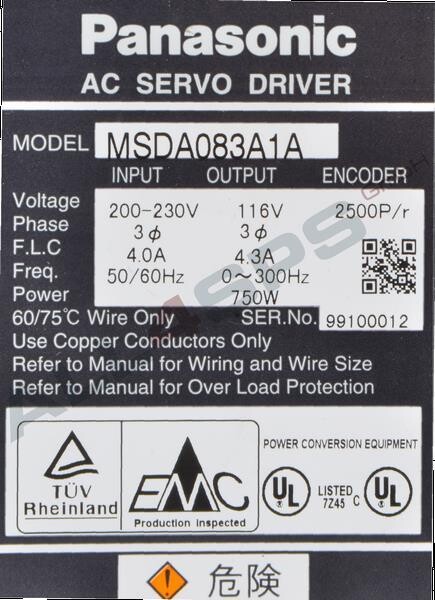 Panasonic
AC SERVO DRIVER
MODEL MSDA083A1A
INPUT OUTPUT ENCODER
Voltage 200-230V 116V 2500P/r
Phase 3ϕ 3ϕ
F.L.C 4.0A 4.3A
Freq. 50/60Hz 0~300Hz
Power 750W
60/75℃ Wire Only SER.No. 99100012
Use Copper Conductors Only
Refer to Manual for Wiring and Wire Size
Refer to Manual for Over Load Protection
TÜV
Rheinland
EMC
Production Inspected
POWER CONVERSION EQUIPMENT
UL LISTED 7Z45 C UL
危険